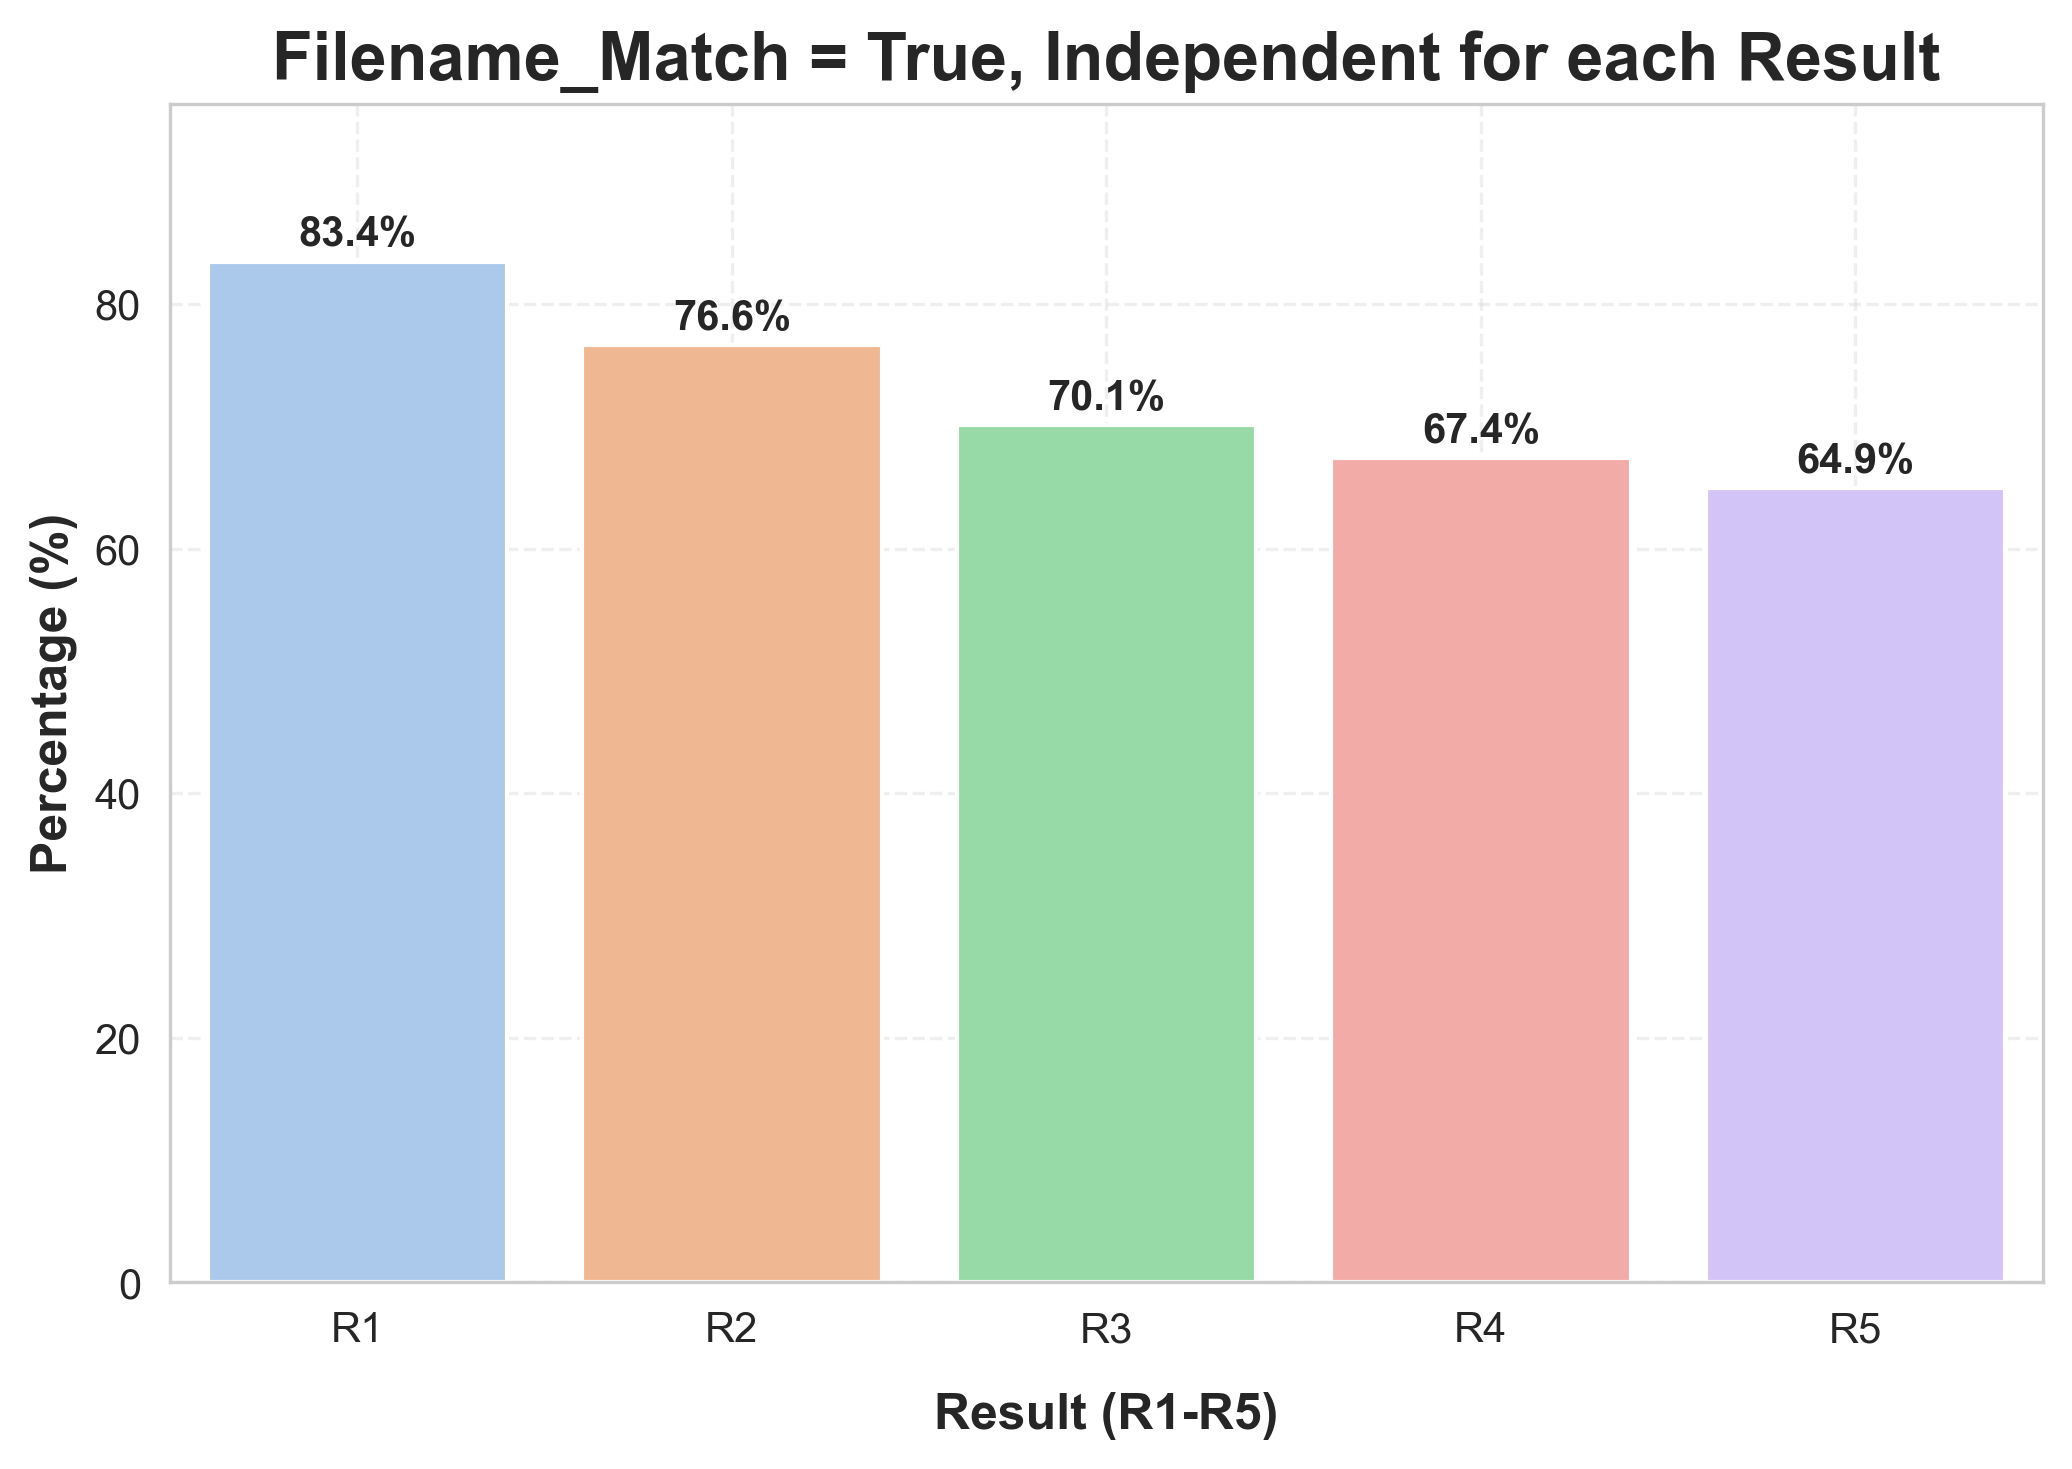 Filename_Match = True, Independent for each Result
83.4%
76.6%
70.1%
67.4%
64.9%
80
60
40
20
0
Percentage (%)
R1 R2 R3 R4 R5
Result (R1-R5)